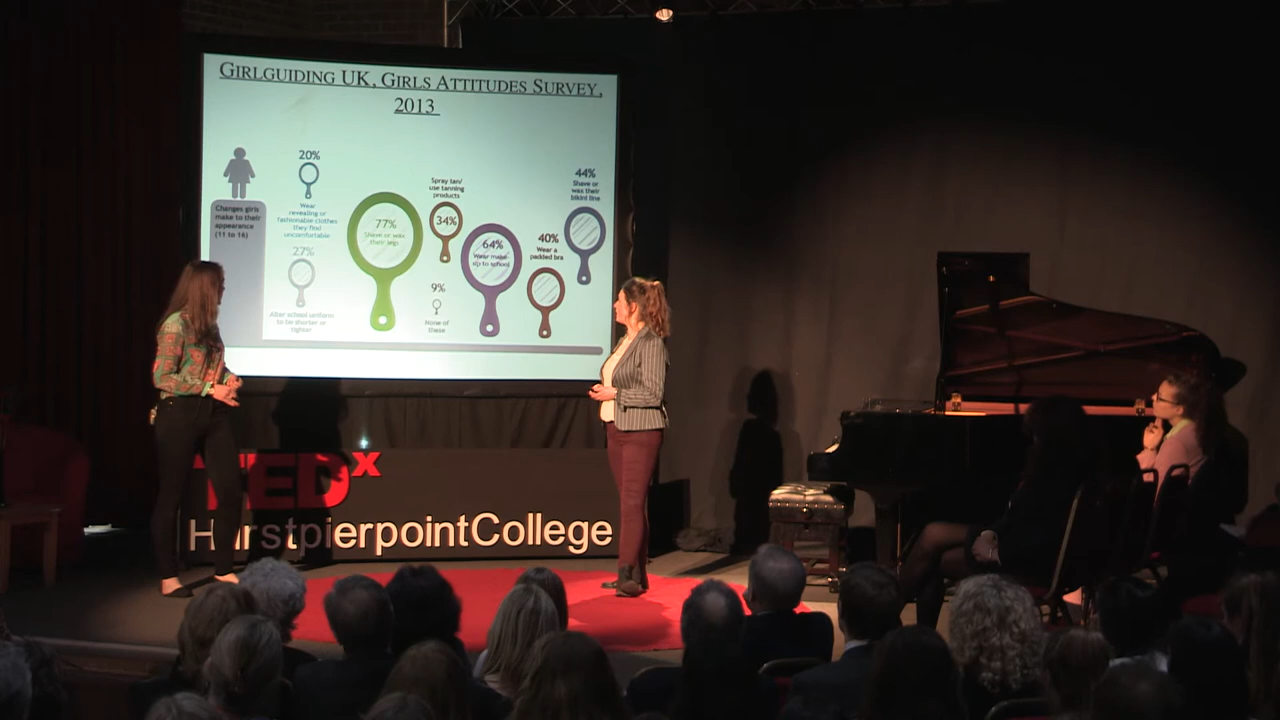 GIRLGUIDING UK, GIRLS ATTITUDES SURVEY,
2013
Changes girls
make to their
appearance
(11 to 16)
20%
Wear
revealing or
fashionable clothes
they find
uncomfortable
27%
Alter school uniform
to be shorter or
tighter
77%
Shave or wax
their legs
Spray tan/
use tanning
products
34%
9%
None of
these
64%
Wear make-
up to school
40%
Wear a
padded bra
44%
Shave or
wax their
bikini line
TEDx
HurstpierpointCollege